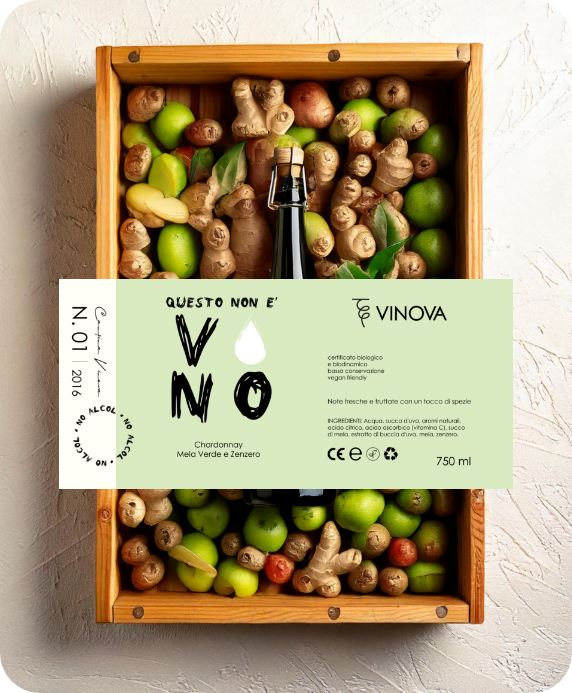 N.01 | 2016
NO ALCOL • NO ALCOL • NO ALCOL •
QUESTO NON E'
V NO
Chardonnay
Mela Verde e Zenzero
VINOVA
certificato biologico
e biodinamico
bassa conservazione
vegan friendly
Note fresche e fruttate con un tocco di spezie
INGREDIENTI: Acqua, succo d'uva, aromi naturali,
acido citrico, acido ascorbico (vitamina C), succo
di mela, estratto di buccia d'uva, mela, zenzero.
CE e
750 ml